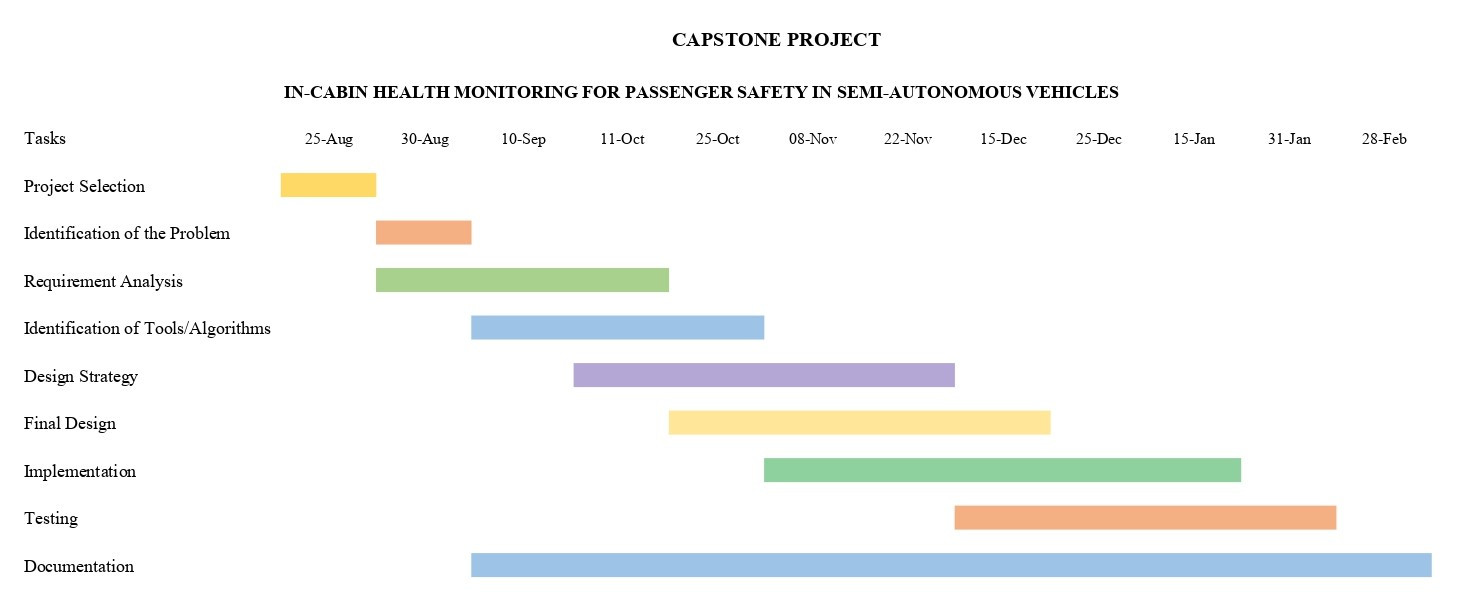 CAPSTONE PROJECT
IN-CABIN HEALTH MONITORING FOR PASSENGER SAFETY IN SEMI-AUTONOMOUS VEHICLES
Tasks 25-Aug 30-Aug 10-Sep 11-Oct 25-Oct 08-Nov 22-Nov 15-Dec 25-Dec 15-Jan 31-Jan 28-Feb
Project Selection
Identification of the Problem
Requirement Analysis
Identification of Tools/Algorithms
Design Strategy
Final Design
Implementation
Testing
Documentation